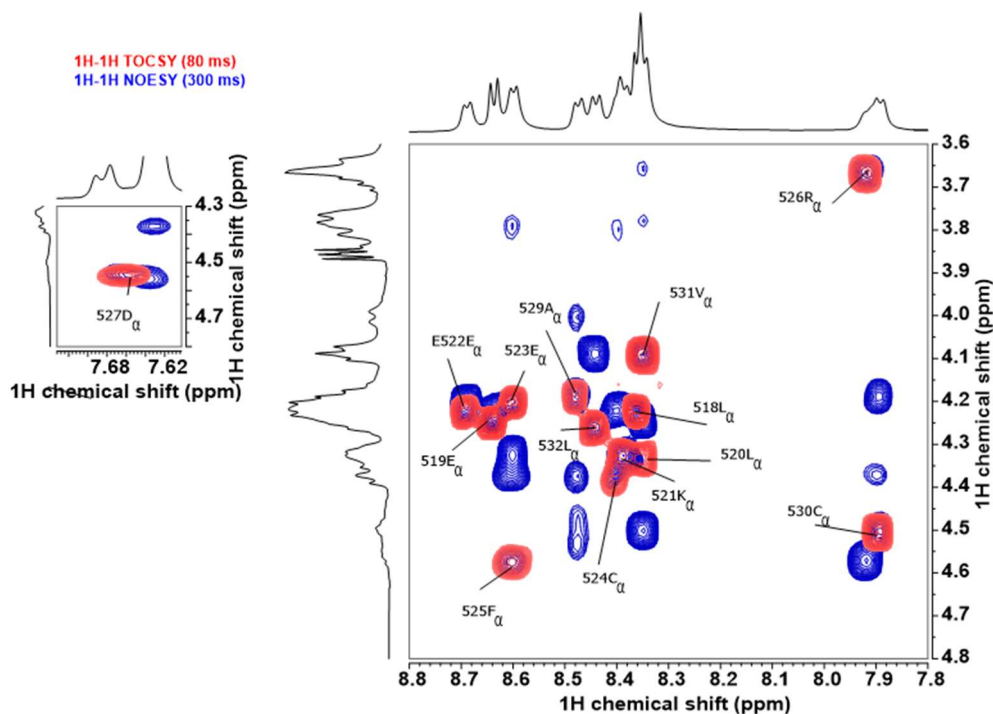 1H-1H TOCSY (80 ms)
1H-1H NOESY (300 ms)
4.3
4.5
4.7
527Dα
7.68 7.62
1H chemical shift (ppm)
1H chemical shift (ppm)
3.6
3.7
3.8
3.9
4.0
4.1
4.2
4.3
4.4
4.5
4.6
4.7
4.8
1H chemical shift (ppm)
526Rα
531Vα
529Aα
E522Eα
523Eα
518Lα
519Eα
532Lα
520Lα
521Kα
530Cα
524Cα
525Fα
8.8 8.7 8.6 8.5 8.4 8.3 8.2 8.1 8.0 7.9 7.8
1H chemical shift (ppm)